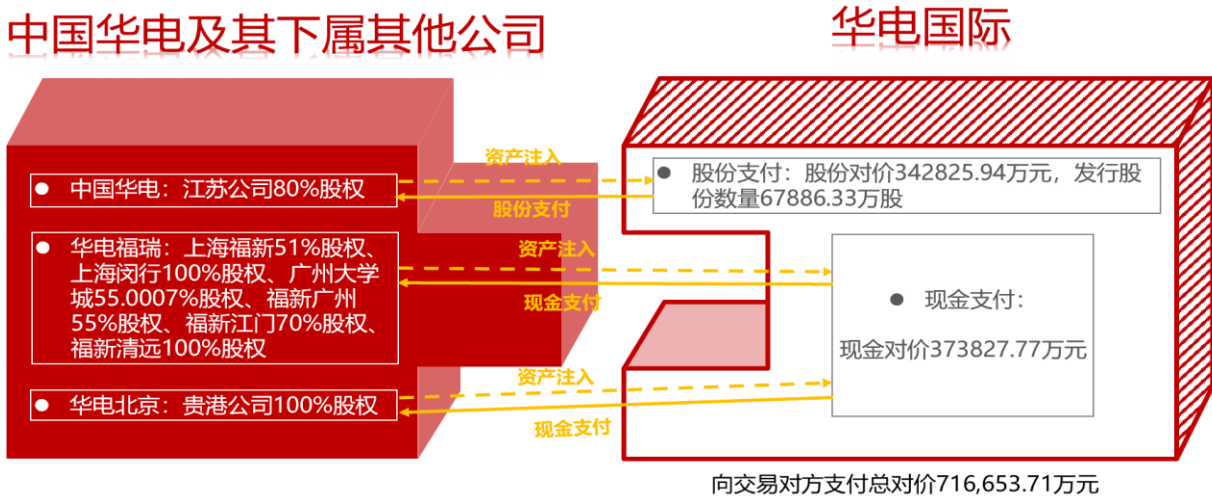 中国华电及其下属其他公司
华电国际
● 中国华电：江苏公司80%股权
● 华电福瑞：上海福新51%股权、
上海闵行100%股权、广州大学
城55.0007%股权、福新广州
55%股权、福新江门70%股权、
福新清远100%股权
● 华电北京：贵港公司100%股权
资产注入
股份支付
资产注入
现金支付
资产注入
现金支付
● 股份支付：股份对价342825.94万元，发行股
份数量67886.33万股
● 现金支付：
现金对价373827.77万元
向交易对方支付总对价716,653.71万元